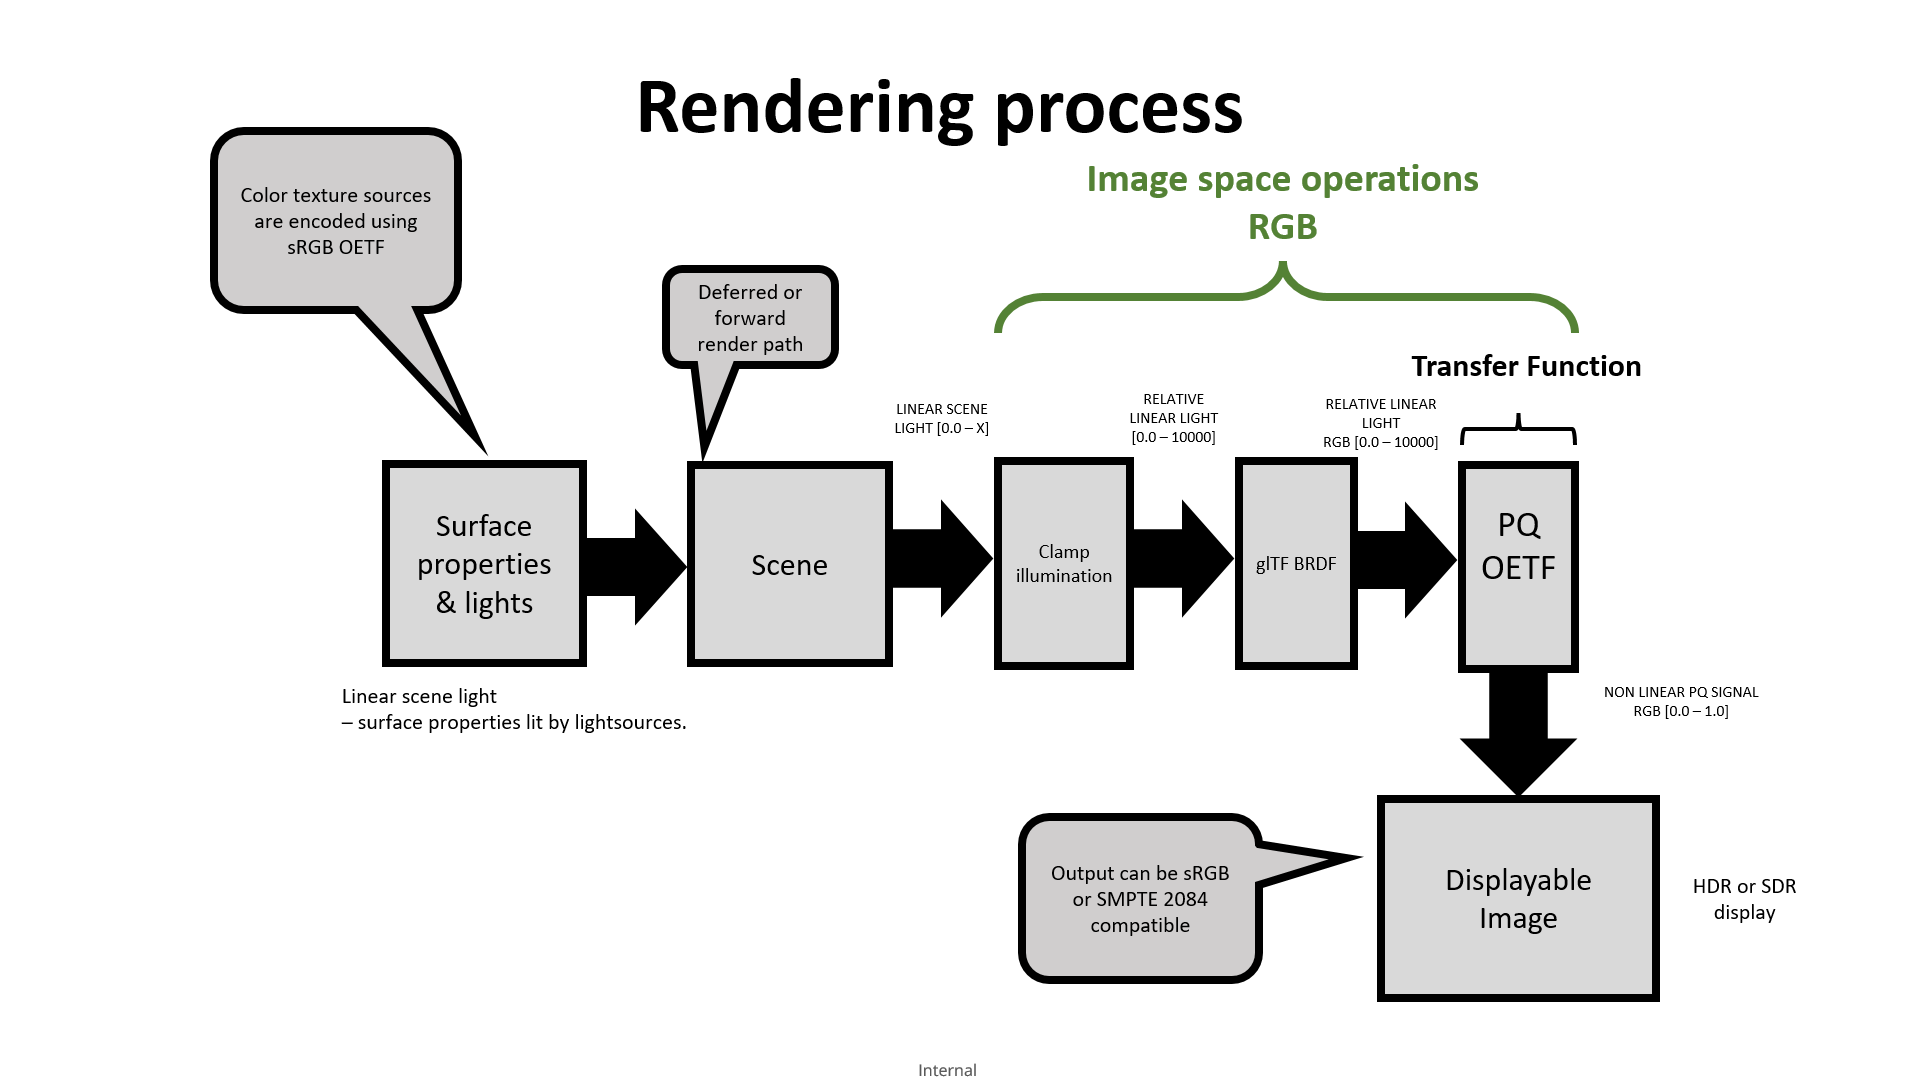 Rendering process
Image space operations
RGB
Color texture sources
are encoded using
sRGB OETF
Deferred or
forward
render path
Transfer Function
LINEAR SCENE
LIGHT [0.0 – X]
RELATIVE
LINEAR LIGHT
[0.0 – 10000]
RELATIVE LINEAR
LIGHT
RGB [0.0 – 10000]
Surface
properties
& lights
Scene
Clamp
illumination
glTF BRDF
PQ
OETF
Linear scene light
– surface properties lit by lightsources.
NON LINEAR PQ SIGNAL
RGB [0.0 – 1.0]
Output can be sRGB
or SMPTE 2084
compatible
Displayable
Image
HDR or SDR
display
Internal